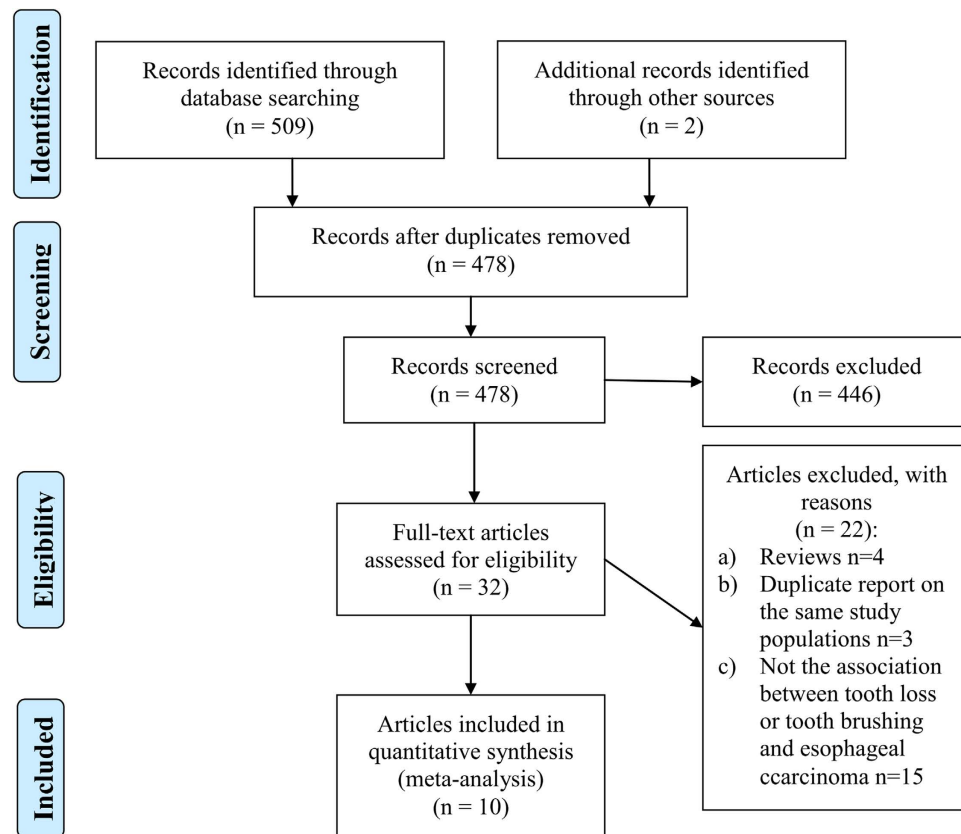 Identification
Records identified through
database searching
(n = 509)
Additional records identified
through other sources
(n = 2)
Screening
Records after duplicates removed
(n = 478)
Records screened
(n = 478)
Records excluded
(n = 446)
Eligibility
Full-text articles
assessed for eligibility
(n = 32)
Articles excluded, with
reasons
(n = 22):
a) Reviews n=4
b) Duplicate report on
the same study
populations n=3
c) Not the association
between tooth loss
or tooth brushing
and esophageal
ccarcinoma n=15
Included
Articles included in
quantitative synthesis
(meta-analysis)
(n = 10)